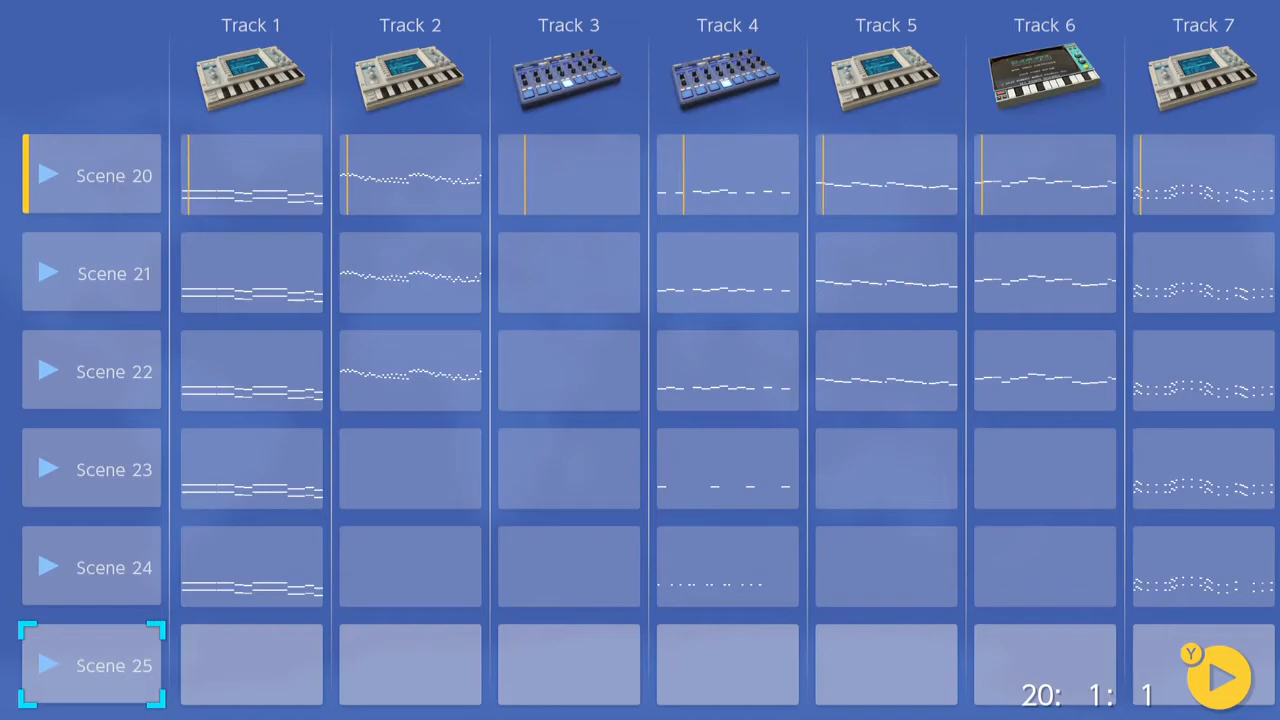 Track 1 Track 2 Track 3 Track 4 Track 5 Track 6 Track 7
Scene 20
Scene 21
Scene 22
Scene 23
Scene 24
Scene 25
20: 1: 1
Y